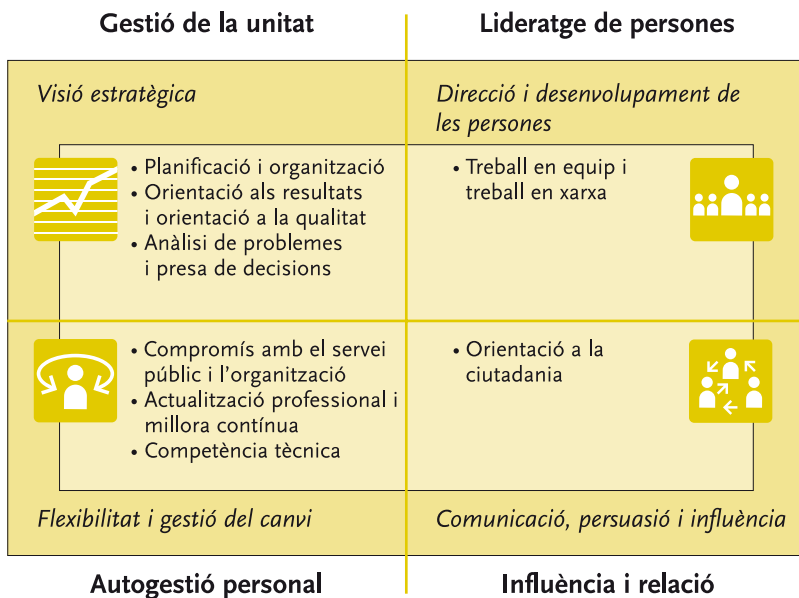 Gestió de la unitat
Lideratge de persones
Visió estratègica
Direcció i desenvolupament de
les persones
• Planificació i organització
• Orientació als resultats
i orientació a la qualitat
• Anàlisi de problemes
i presa de decisions
• Treball en equip i
treball en xarxa
• Compromís amb el servei
públic i l’organització
• Actualització professional i
millora contínua
• Competència tècnica
• Orientació a la
ciutadania
Flexibilitat i gestió del canvi
Comunicació, persuasió i influència
Autogestió personal
Influència i relació